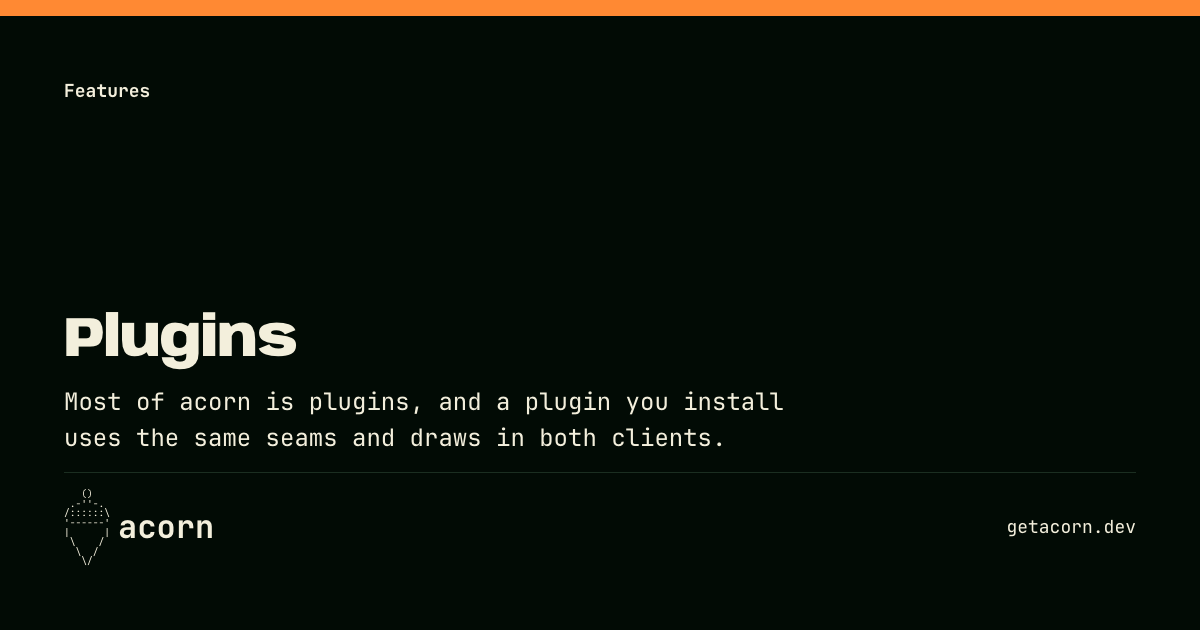 Features
Plugins
Most of acorn is plugins, and a plugin you install
uses the same seams and draws in both clients.
acorn
getacorn.dev